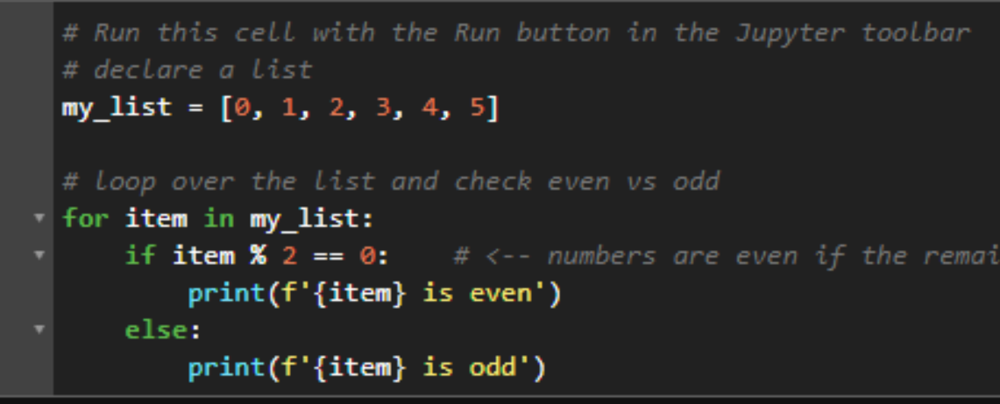 # Run this cell with the Run button in the Jupyter toolbar
# declare a list
my_list = [0, 1, 2, 3, 4, 5]
# loop over the list and check even vs odd
for item in my_list:
if item % 2 == 0:    # <-- numbers are even if the remai
print(f'{item} is even')
else:
print(f'{item} is odd')